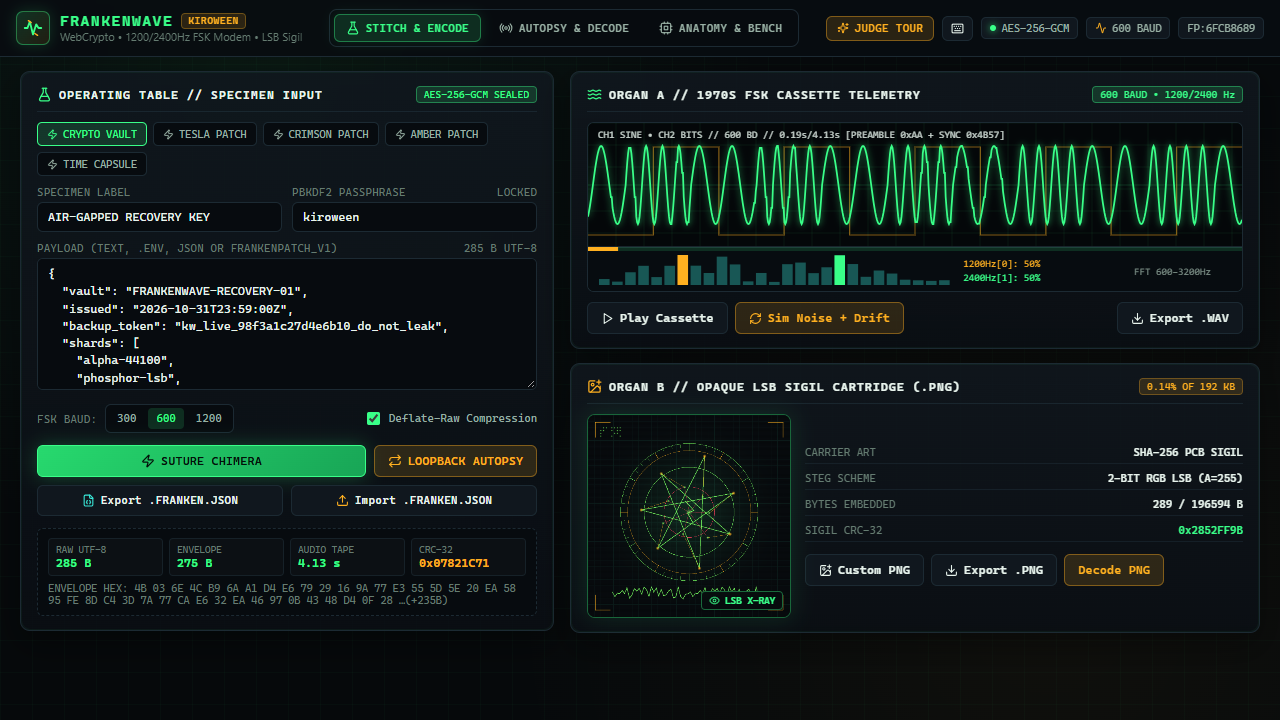 FRANKENWAVE KIROWEEN
WebCrypto • 1200/2400Hz FSK Modem • LSB Sigil
STITCH & ENCODE
AUTOPSY & DECODE
ANATOMY & BENCH
JUDGE TOUR
AES-256-GCM
600 BAUD
FP:6FCB8689
OPERATING TABLE // SPECIMEN INPUT
AES-256-GCM SEALED
CRYPTO VAULT
TESLA PATCH
CRIMSON PATCH
AMBER PATCH
TIME CAPSULE
SPECIMEN LABEL
PBKDF2 PASSPHRASE
LOCKED
AIR-GAPPED RECOVERY KEY
kiroween
PAYLOAD (TEXT, .ENV, JSON OR FRANKENPATCH_V1)
285 B UTF-8
{
"vault": "FRANKENWAVE-RECOVERY-01",
"issued": "2026-10-31T23:59:00Z",
"backup_token": "kw_live_98f3a1c27d4e6b10_do_not_leak",
"shards": [
"alpha-44100",
"phosphor-lsb",
FSK BAUD:
300
600
1200
Deflate-Raw Compression
SUTURE CHIMERA
LOOPBACK AUTOPSY
Export .FRANKEN.JSON
Import .FRANKEN.JSON
RAW UTF-8
285 B
ENVELOPE
275 B
AUDIO TAPE
4.13 s
CRC-32
0x07821C71
ENVELOPE HEX: 4B 03 6E 4C B9 6A A1 D4 E6 79 29 16 9A 77 E3 55 5D 5E 20 EA 58
95 FE 8D C4 3D 7A 77 CA E6 32 EA 46 97 0B 43 48 D4 0F 28 …(+235B)
ORGAN A // 1970S FSK CASSETTE TELEMETRY
600 BAUD • 1200/2400 Hz
CH1 SINE • CH2 BITS // 600 BD // 0.19s/4.13s [PREAMBLE 0xAA + SYNC 0x4B57]
1200Hz[0]: 50%
2400Hz[1]: 50%
FFT 600-3200Hz
Play Cassette
Sim Noise + Drift
Export .WAV
ORGAN B // OPAQUE LSB SIGIL CARTRIDGE (.PNG)
0.14% OF 192 KB
LSB X-RAY
CARRIER ART
SHA-256 PCB SIGIL
STEG SCHEME
2-BIT RGB LSB (A=255)
BYTES EMBEDDED
289 / 196594 B
SIGIL CRC-32
0x2852FF9B
Custom PNG
Export .PNG
Decode PNG